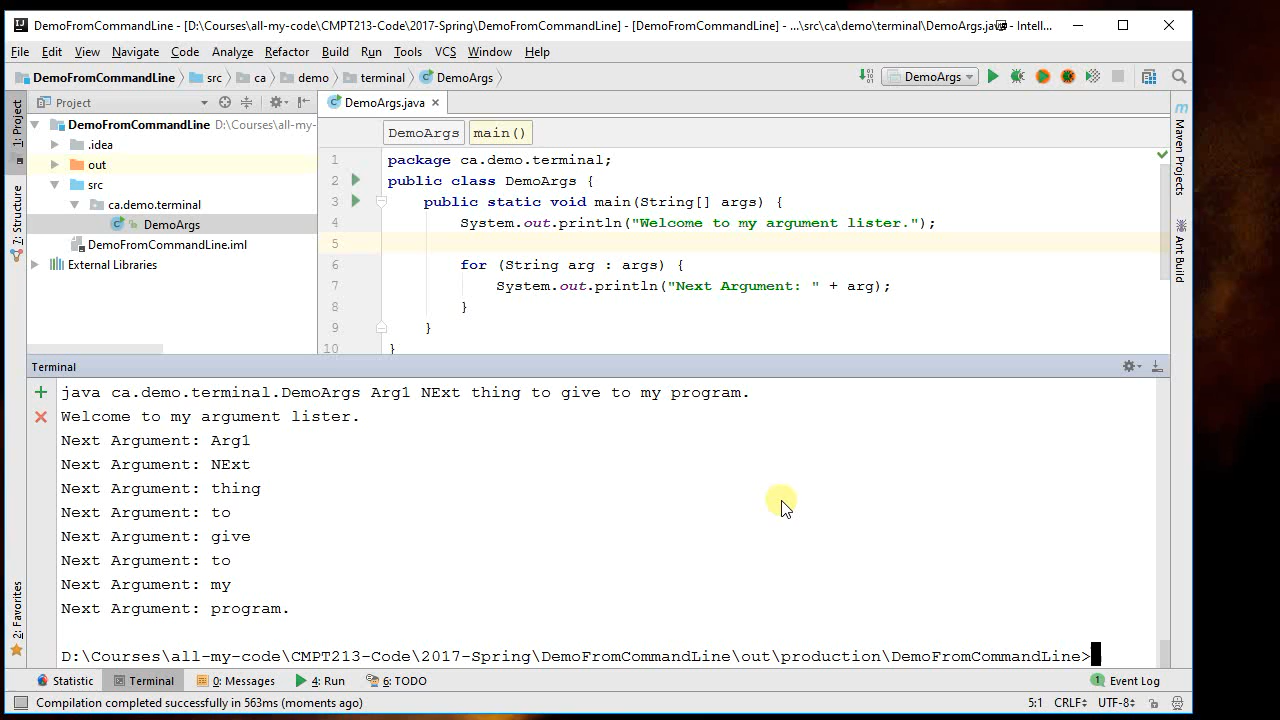 DemoFromCommandLine - [D:\Courses\all-my-code\CMPT213-Code\2017-Spring\DemoFromCommandLine] - [DemoFromCommandLine] - ...\src\ca\demo\terminal\DemoArgs.java - Intell...
File Edit View Navigate Code Analyze Refactor Build Run Tools VCS Window Help
DemoFromCommandLine src ca demo terminal DemoArgs
DemoArgs
Project
DemoArgs.java
1: Project
7: Structure
2: Favorites
Maven Projects
Ant Build
DemoFromCommandLine D:\Courses\all-my-
.idea
out
src
ca.demo.terminal
DemoArgs
DemoFromCommandLine.iml
External Libraries
DemoArgs main()
1 package ca.demo.terminal;
2 public class DemoArgs {
3 public static void main(String[] args) {
4 System.out.println("Welcome to my argument lister.");
5
6 for (String arg : args) {
7 System.out.println("Next Argument: " + arg);
8 }
9 }
10 }
Terminal
java ca.demo.terminal.DemoArgs Arg1 NExt thing to give to my program.
Welcome to my argument lister.
Next Argument: Arg1
Next Argument: NExt
Next Argument: thing
Next Argument: to
Next Argument: give
Next Argument: to
Next Argument: my
Next Argument: program.
D:\Courses\all-my-code\CMPT213-Code\2017-Spring\DemoFromCommandLine\out\production\DemoFromCommandLine>
Statistic Terminal 0: Messages 4: Run 6: TODO 1 Event Log
Compilation completed successfully in 563ms (moments ago) 5:1 CRLF UTF-8